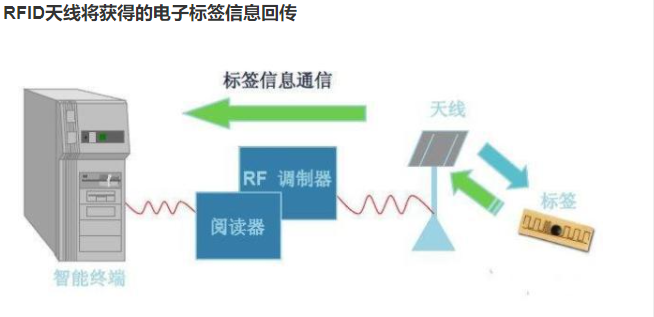 RFID天线将获得的电子标签信息回传
标签信息通信
天线
RF 调制器
标签
阅读器
智能终端